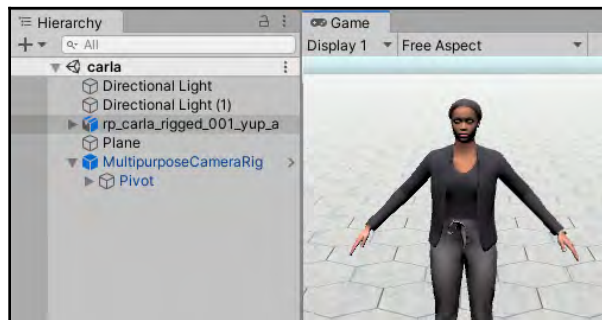 Hierarchy
All
carla
Directional Light
Directional Light (1)
rp_carla_rigged_001_yup_a
Plane
MultipurposeCameraRig
Pivot
Game
Display 1 Free Aspect